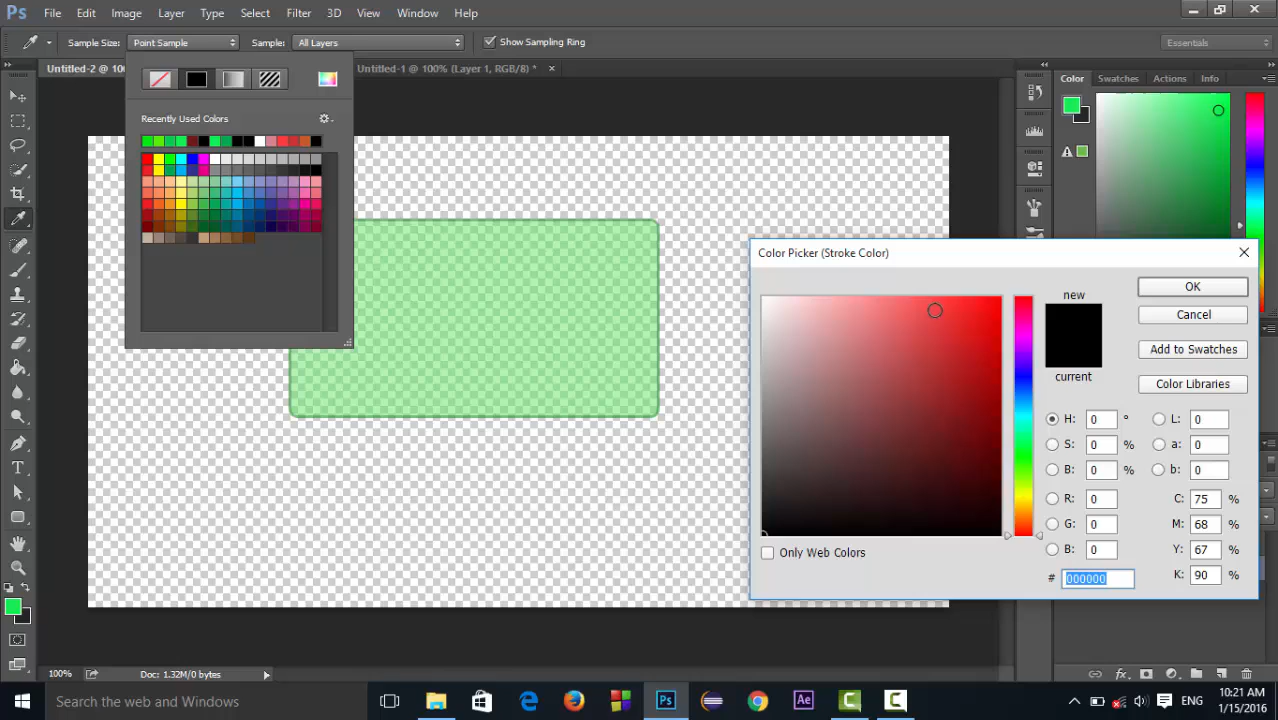 Ps File Edit Image Layer Type Select Filter 3D View Window Help
Sample Size: Point Sample Sample: All Layers Show Sampling Ring Essentials
Untitled-2 @ 100 Untitled-1 @ 100% (Layer 1, RGB/8) * ×
Color Swatches Actions Info
Recently Used Colors
Color Picker (Stroke Color)
new
current
OK
Cancel
Add to Swatches
Color Libraries
H: 0 °
S: 0 %
B: 0 %
R: 0
G: 0
B: 0
# 000000
L: 0
a: 0
b: 0
C: 75 %
M: 68 %
Y: 67 %
K: 90 %
Only Web Colors
100% Doc: 1.32M/0 bytes
Search the web and Windows
Ps
Ae
ENG
10:21 AM
1/15/2016